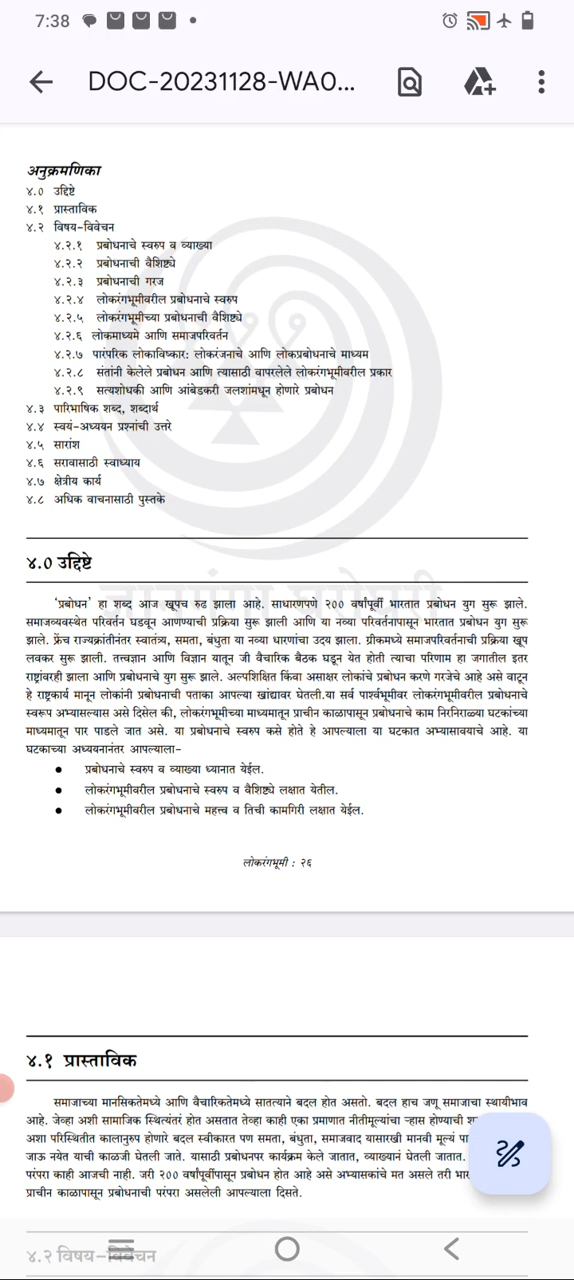 7:38
DOC-20231128-WA0...
अनुक्रमणिका
४.० उद्दिष्टे
४.१ प्रास्ताविक
४.२ विषय-विवेचन
४.२.१ प्रबोधनाचे स्वरुप व व्याख्या
४.२.२ प्रबोधनाची वैशिष्ट्ये
४.२.३ प्रबोधनाची गरज
४.२.४ लोकरंगभूमीवरील प्रबोधनाचे स्वरुप
४.२.५ लोकरंगभूमीच्या प्रबोधनाची वैशिष्ट्ये
४.२.६ लोकमाध्यमे आणि समाजपरिवर्तन
४.२.७ पारंपरिक लोकाविष्कार: लोकरंजनाचे आणि लोकप्रबोधनाचे माध्यम
४.२.८ संतांनी केलेले प्रबोधन आणि त्यासाठी वापरलेले लोकरंगभूमीवरील प्रकार
४.२.९ सत्यशोधकी आणि आंबेडकरी जलशांमधून होणारे प्रबोधन
४.३ पारिभाषिक शब्द, शब्दार्थ
४.४ स्वयं-अध्ययन प्रश्नांची उत्तरे
४.५ सारांश
४.६ सरावासाठी स्वाध्याय
४.७ क्षेत्रीय कार्य
४.८ अधिक वाचनासाठी पुस्तके
४.० उद्दिष्टे
ज्ञानगंगा घरोघरी
'प्रबोधन' हा शब्द आज खूपच रुढ झाला आहे. साधारणपणे २०० वर्षांपूर्वी भारतात प्रबोधन युग सुरू झाले.
समाजव्यवस्थेत परिवर्तन घडवून आणण्याची प्रक्रिया सुरू झाली आणि या नव्या परिवर्तनापासून भारतात प्रबोधन युग सुरू
झाले. फ्रेंच राज्यक्रांतीनंतर स्वातंत्र्य, समता, बंधुता या नव्या धारणांचा उदय झाला. ग्रीकमध्ये समाजपरिवर्तनाची प्रक्रिया खूप
लवकर सुरू झाली. तत्त्वज्ञान आणि विज्ञान यातून जी वैचारिक बैठक घडून येत होती त्याचा परिणाम हा जगातील इतर
राष्ट्रांवरही झाला आणि प्रबोधनाचे युग सुरू झाले. अल्पशिक्षित किंवा असाक्षर लोकांचे प्रबोधन करणे गरजेचे आहे असे वाटून
हे राष्ट्रकार्य मानून लोकांनी प्रबोधनाची पताका आपल्या खांद्यावर घेतली.या सर्व पार्श्वभूमीवर लोकरंगभूमीवरील प्रबोधनाचे
स्वरूप अभ्यासल्यास असे दिसेल की, लोकरंगभूमीच्या माध्यमातून प्राचीन काळापासून प्रबोधनाचे काम निरनिराळ्या घटकांच्या
माध्यमातून पार पाडले जात असे. या प्रबोधनाचे स्वरुप कसे होते हे आपल्याला या घटकात अभ्यासावयाचे आहे. या
घटकाच्या अध्ययनानंतर आपल्याला-
● प्रबोधनाचे स्वरुप व व्याख्या ध्यानात येईल.
● लोकरंगभूमीवरील प्रबोधनाचे स्वरुप व वैशिष्ट्ये लक्षात येतील.
● लोकरंगभूमीवरील प्रबोधनाचे महत्त्व व तिची कामगिरी लक्षात येईल.
लोकरंगभूमी : २६
४.१ प्रास्ताविक
समाजाच्या मानसिकतेमध्ये आणि वैचारिकतेमध्ये सातत्याने बदल होत असतो. बदल हाच जणू समाजाचा स्थायीभाव
आहे. जेव्हा अशी सामाजिक स्थित्यंतरं होत असतात तेव्हा काही एका प्रमाणात नीतीमूल्यांचा ऱ्हास होण्याची
अशा परिस्थितीत कालानुरुप होणारे बदल स्वीकारत पण समता, बंधुता, समाजवाद यासारखी मानवी मूल्यं
जाऊ नयेत याची काळजी घेतली जाते. यासाठी प्रबोधनपर कार्यक्रम केले जातात, व्याख्यानं घेतली जातात.
परंपरा काही आजची नाही. जरी २०० वर्षांपूर्वीपासून प्रबोधन होत आहे असे अभ्यासकांचे मत असले तरी
प्राचीन काळापासून प्रबोधनाची परंपरा असलेली आपल्याला दिसते.
४.२ विषय-विवेचन